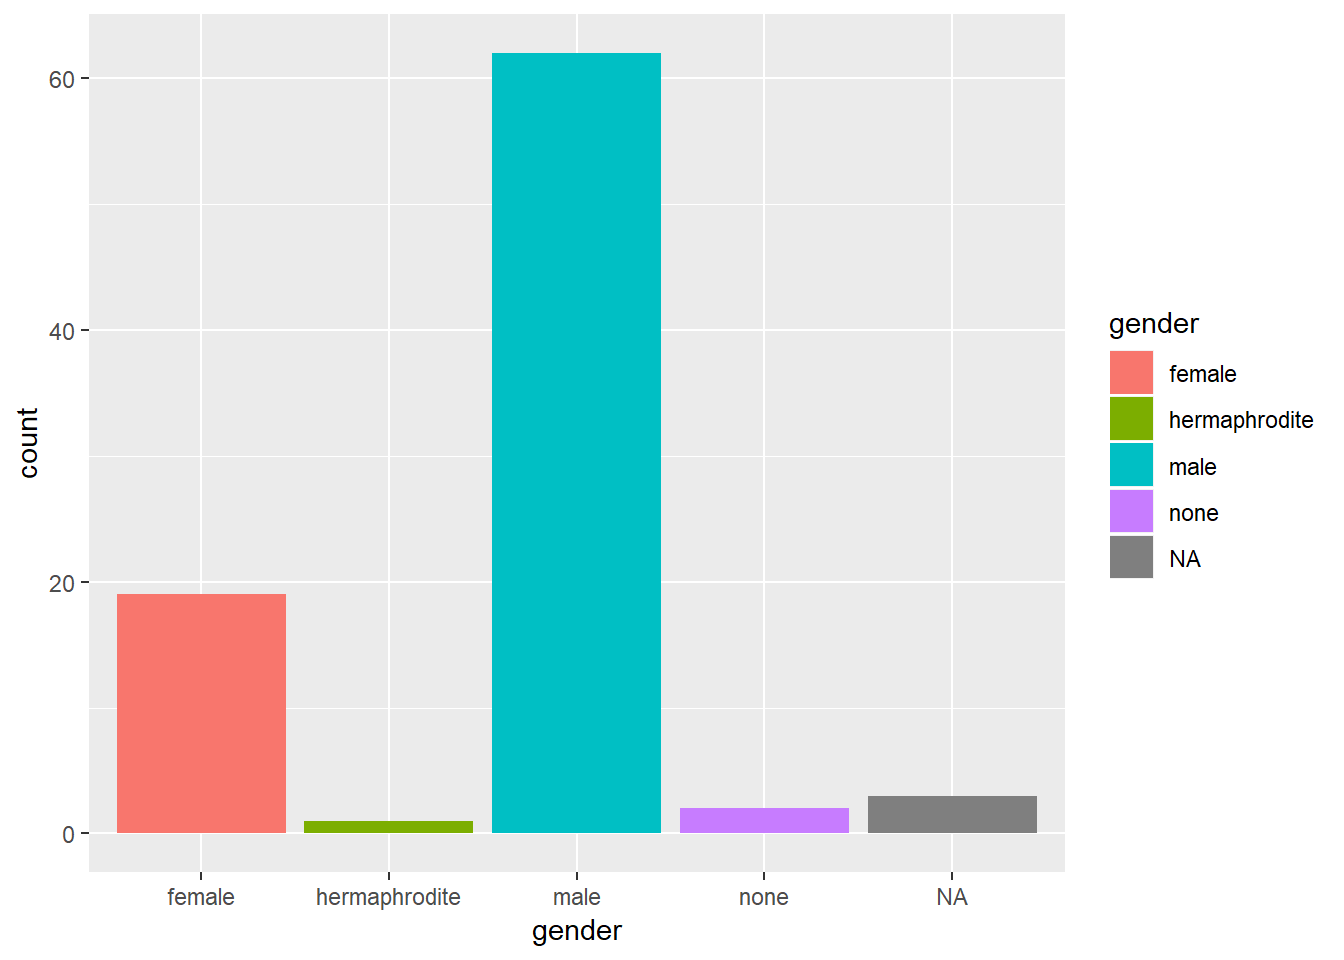 60
40
20
0
count
female hermaphrodite male none NA
gender
gender
female
hermaphrodite
male
none
NA